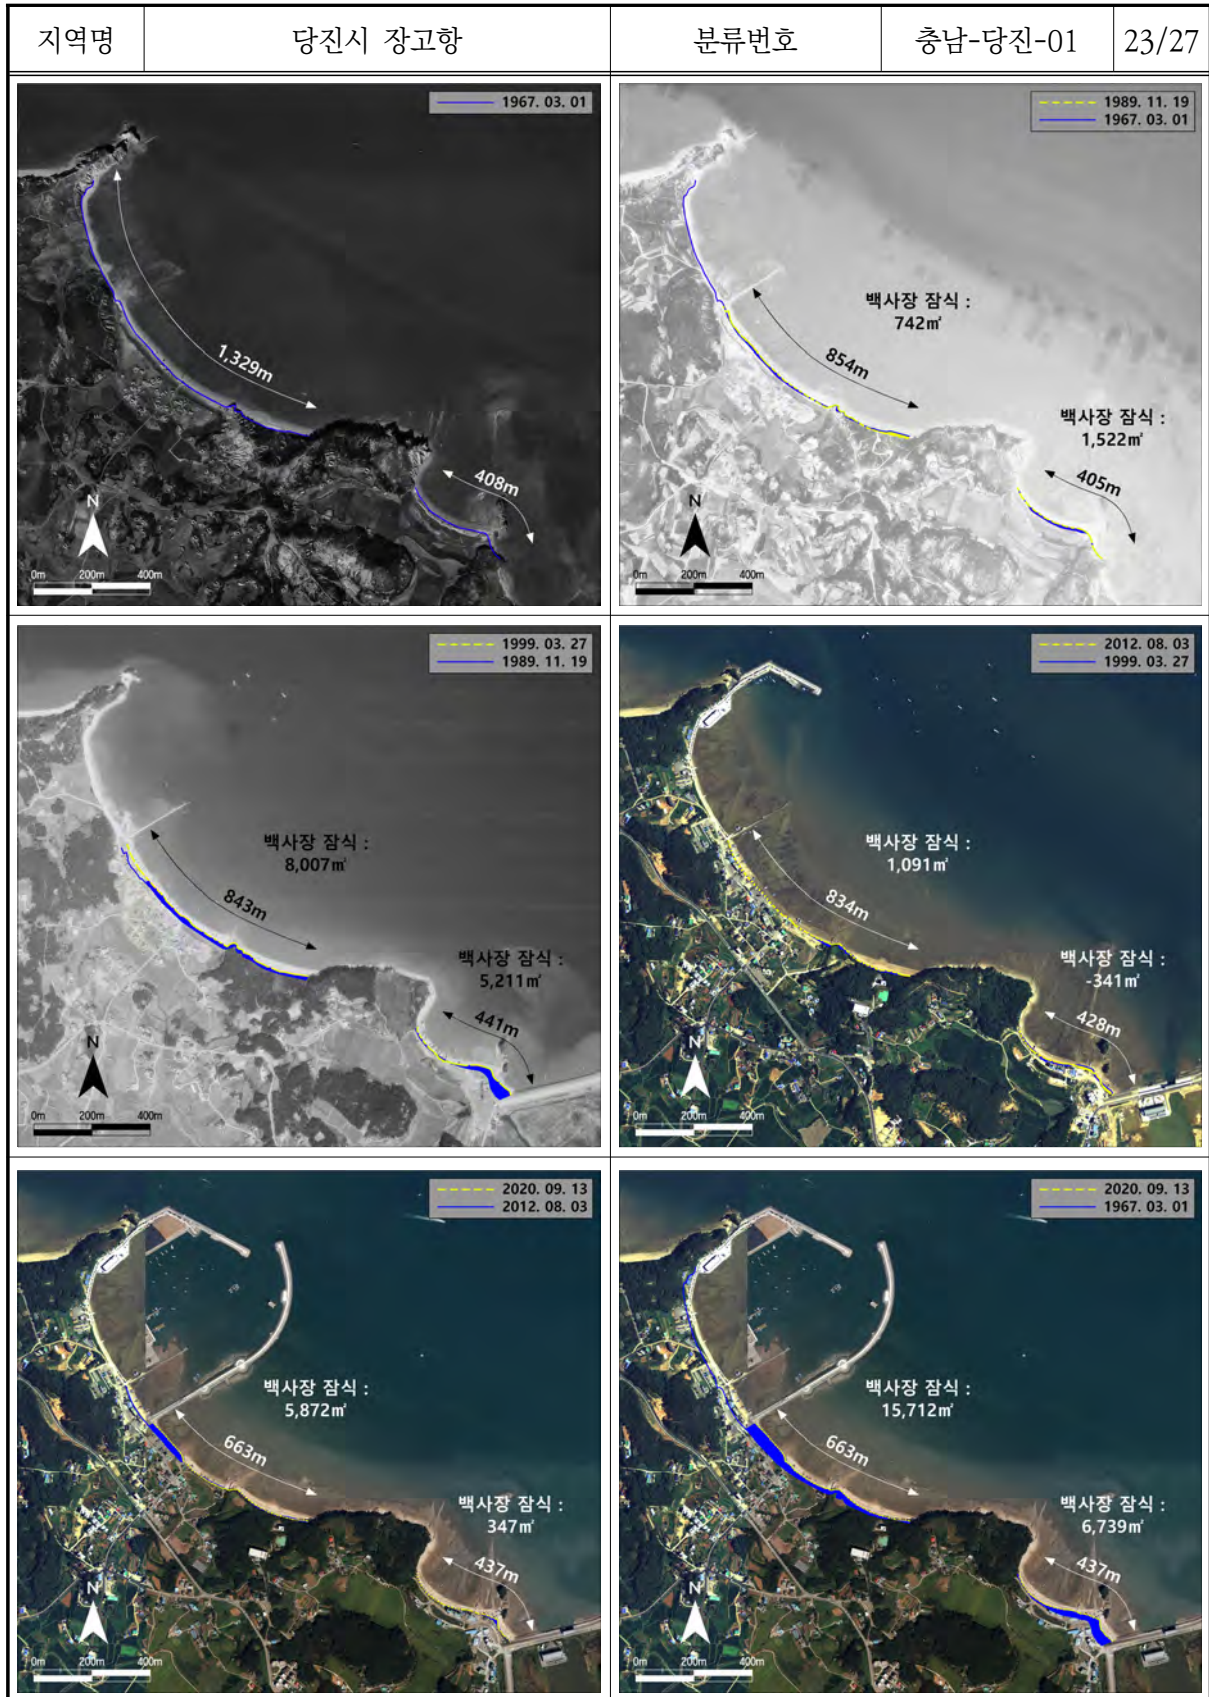 지역명 당진시 장고항 분류번호 충남-당진-01 23/27
1967. 03. 01
1,329m
408m
N
0m 200m 400m
1989. 11. 19
1967. 03. 01
백사장 잠식 :
742㎡
854m
백사장 잠식 :
1,522㎡
405m
N
0m 200m 400m
1999. 03. 27
1989. 11. 19
백사장 잠식 :
8,007㎡
843m
백사장 잠식 :
5,211㎡
441m
N
0m 200m 400m
2012. 08. 03
1999. 03. 27
백사장 잠식 :
1,091㎡
834m
백사장 잠식 :
-341㎡
428m
N
0m 200m 400m
2020. 09. 13
2012. 08. 03
백사장 잠식 :
5,872㎡
663m
백사장 잠식 :
347㎡
437m
N
0m 200m 400m
2020. 09. 13
1967. 03. 01
백사장 잠식 :
15,712㎡
663m
백사장 잠식 :
6,739㎡
437m
N
0m 200m 400m